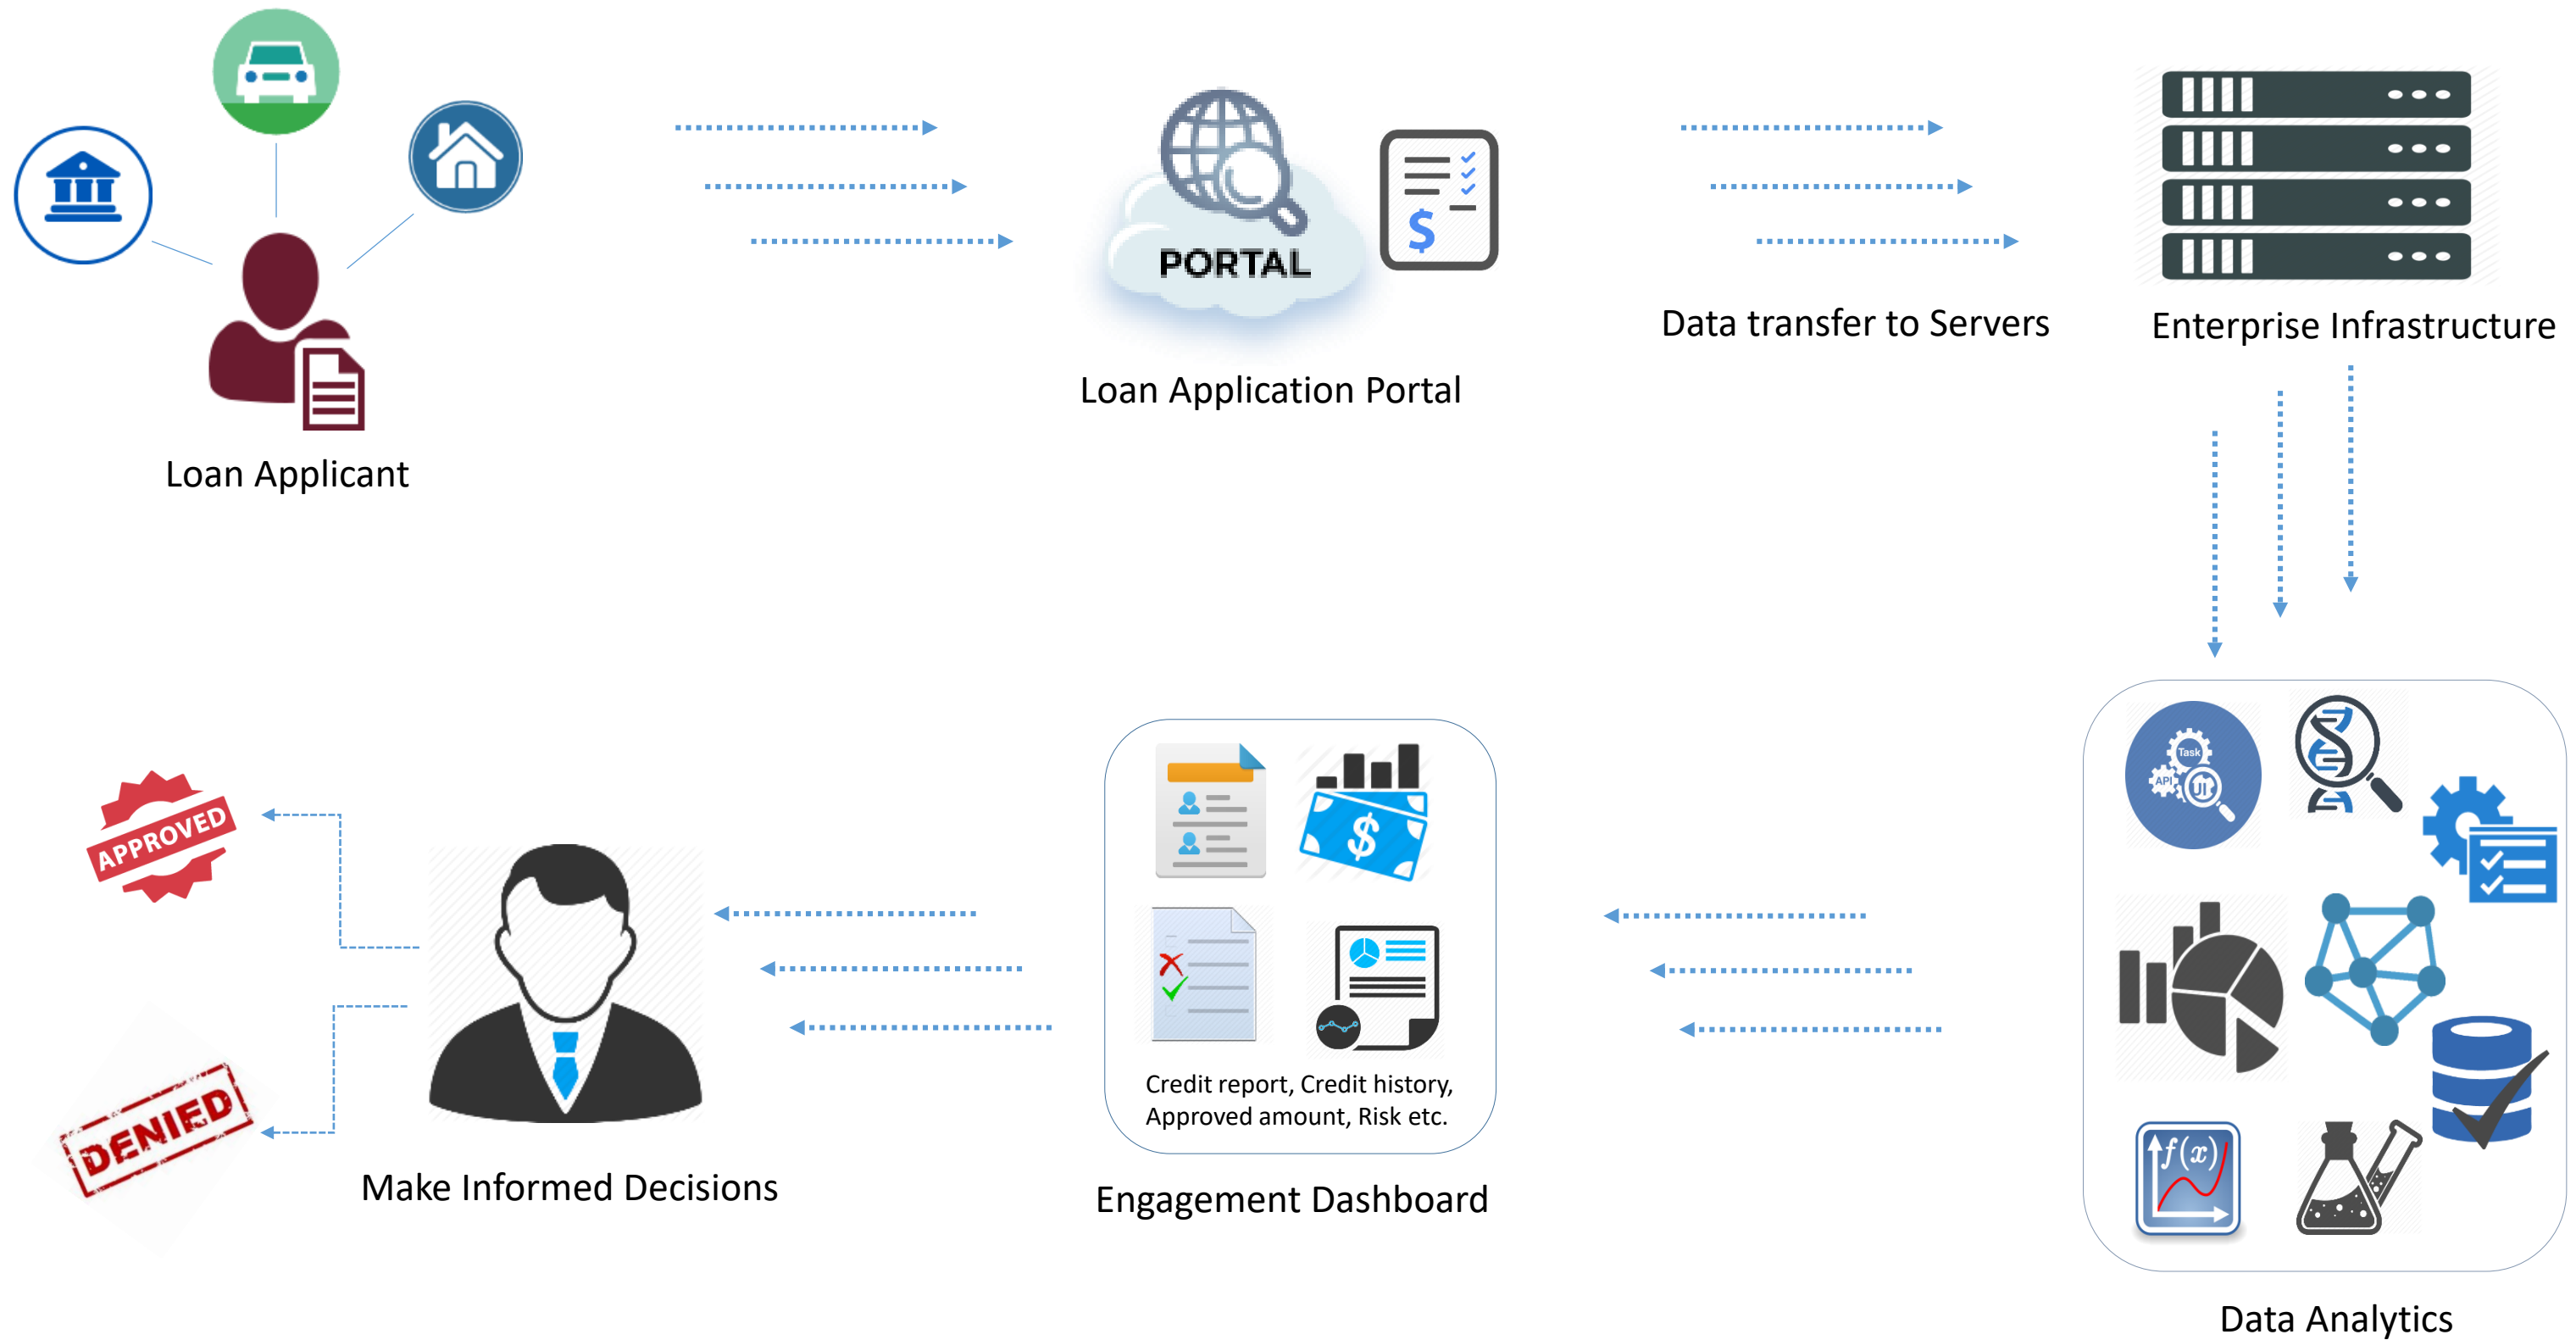 PORTAL
$
Data transfer to Servers
Enterprise Infrastructure
Loan Application Portal
Loan Applicant
Task
API
UI
$
APPROVED
DENIED
Credit report, Credit history,
Approved amount, Risk etc.
f(x)
Make Informed Decisions
Engagement Dashboard
Data Analytics